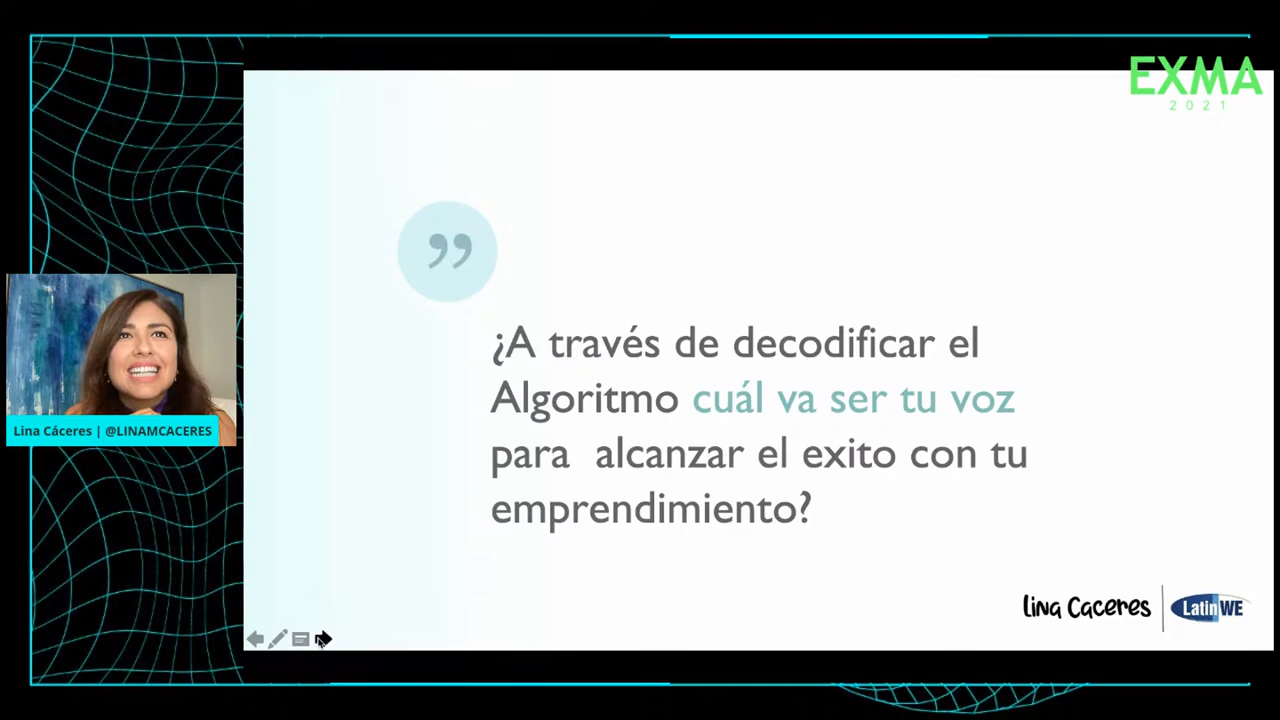 EXMA
2021
”
¿A través de decodificar el
Algoritmo cuál va ser tu voz
para  alcanzar el exito con tu
emprendimiento?
Lina Cáceres | @LINAMCACERES
Lina Caceres
LatinWE